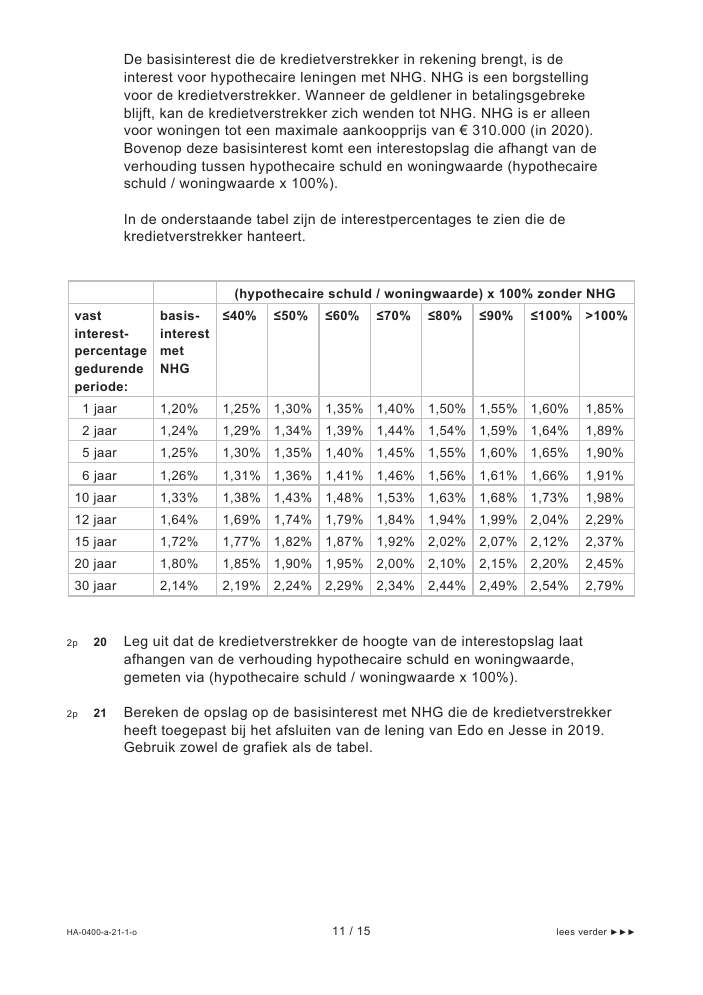 De basisinterest die de kredietverstrekker in rekening brengt, is de
interest voor hypothecaire leningen met NHG. NHG is een borgstelling
voor de kredietverstrekker. Wanneer de geldlener in betalingsgebreke
blijft, kan de kredietverstrekker zich wenden tot NHG. NHG is er alleen
voor woningen tot een maximale aankoopprijs van € 310.000 (in 2020).
Bovenop deze basisinterest komt een interestopslag die afhangt van de
verhouding tussen hypothecaire schuld en woningwaarde (hypothecaire
schuld / woningwaarde x 100%).
In de onderstaande tabel zijn de interestpercentages te zien die de
kredietverstrekker hanteert.
(hypothecaire schuld / woningwaarde) x 100% zonder NHG
vast basis- ≤40% ≤50% ≤60% ≤70% ≤80% ≤90% ≤100% >100%
interest- interest
percentage met
gedurende NHG
periode:
1 jaar 1,20% 1,25% 1,30% 1,35% 1,40% 1,50% 1,55% 1,60% 1,85%
2 jaar 1,24% 1,29% 1,34% 1,39% 1,44% 1,54% 1,59% 1,64% 1,89%
5 jaar 1,25% 1,30% 1,35% 1,40% 1,45% 1,55% 1,60% 1,65% 1,90%
6 jaar 1,26% 1,31% 1,36% 1,41% 1,46% 1,56% 1,61% 1,66% 1,91%
10 jaar 1,33% 1,38% 1,43% 1,48% 1,53% 1,63% 1,68% 1,73% 1,98%
12 jaar 1,64% 1,69% 1,74% 1,79% 1,84% 1,94% 1,99% 2,04% 2,29%
15 jaar 1,72% 1,77% 1,82% 1,87% 1,92% 2,02% 2,07% 2,12% 2,37%
20 jaar 1,80% 1,85% 1,90% 1,95% 2,00% 2,10% 2,15% 2,20% 2,45%
30 jaar 2,14% 2,19% 2,24% 2,29% 2,34% 2,44% 2,49% 2,54% 2,79%
2p 20 Leg uit dat de kredietverstrekker de hoogte van de interestopslag laat
afhangen van de verhouding hypothecaire schuld en woningwaarde,
gemeten via (hypothecaire schuld / woningwaarde x 100%).
2p 21 Bereken de opslag op de basisinterest met NHG die de kredietverstrekker
heeft toegepast bij het afsluiten van de lening van Edo en Jesse in 2019.
Gebruik zowel de grafiek als de tabel.
HA-0400-a-21-1-o 11 / 15 lees verder ►►►